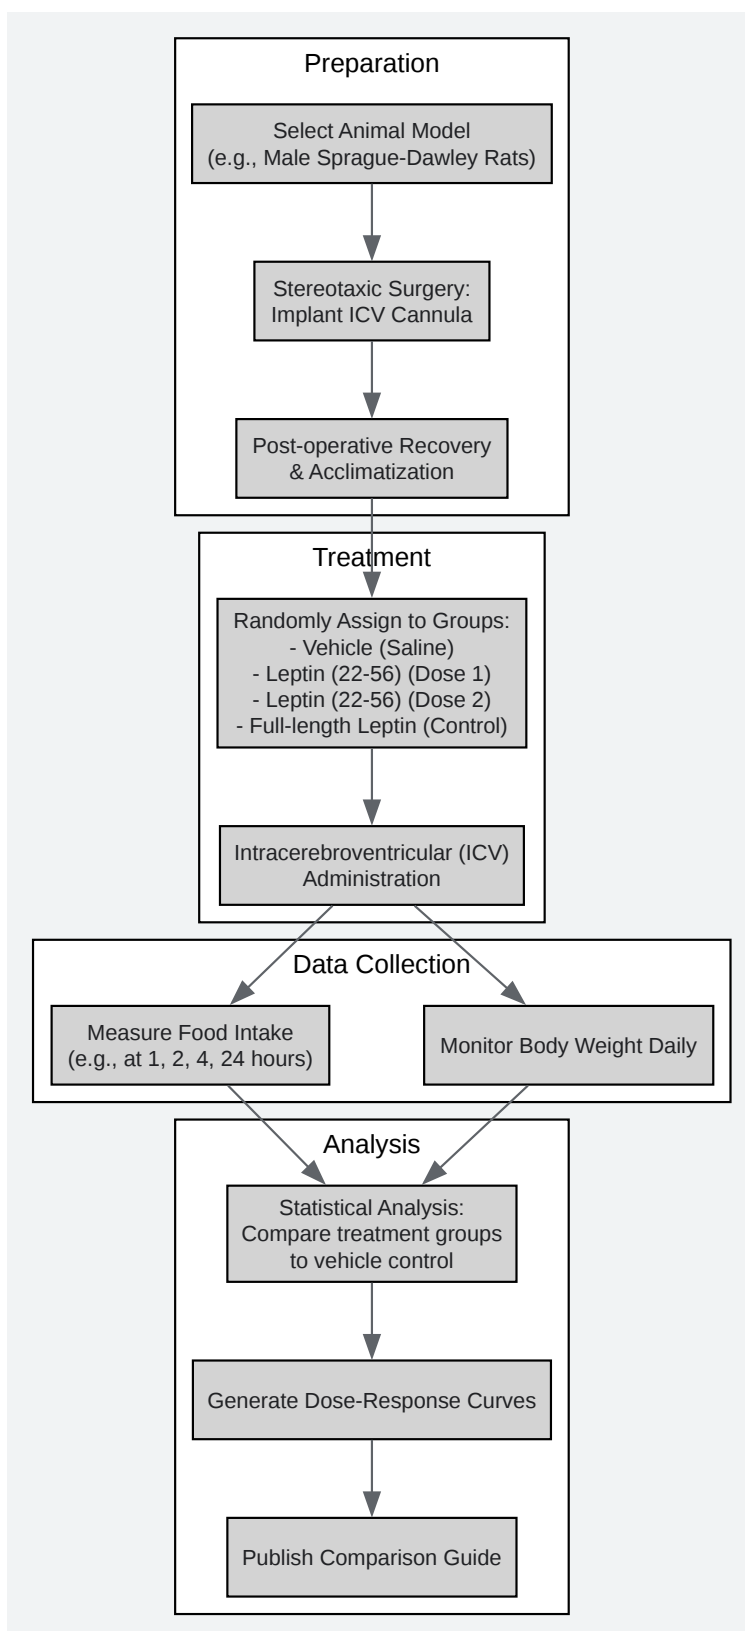 Preparation
Select Animal Model
(e.g., Male Sprague-Dawley Rats)
Stereotaxic Surgery:
Implant ICV Cannula
Post-operative Recovery
& Acclimatization
Treatment
Randomly Assign to Groups:
- Vehicle (Saline)
- Leptin (22-56) (Dose 1)
- Leptin (22-56) (Dose 2)
- Full-length Leptin (Control)
Intracerebroventricular (ICV)
Administration
Data Collection
Measure Food Intake
(e.g., at 1, 2, 4, 24 hours)
Monitor Body Weight Daily
Analysis
Statistical Analysis:
Compare treatment groups
to vehicle control
Generate Dose-Response Curves
Publish Comparison Guide